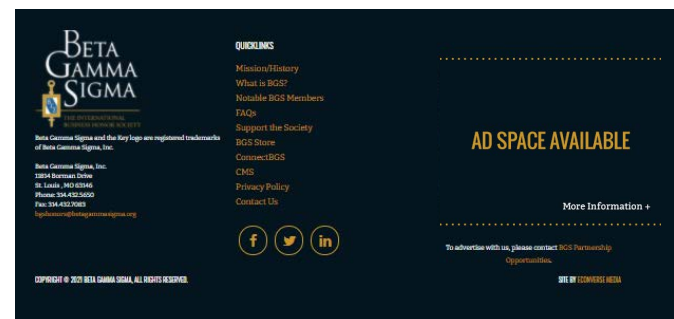 BETA
GAMMA
SIGMA
THE INTERNATIONAL
BUSINESS HONOR SOCIETY
Beta Gamma Sigma and the Key logo are registered trademarks
of Beta Gamma Sigma, Inc.
Beta Gamma Sigma, Inc.
11854 Borman Drive
St. Louis , MO 63146
Phone: 314.432.5650
Fax: 314.432.7083
bgshonors@betagammasigma.org
QUICKLINKS
Mission/History
What is BGS?
Notable BGS Members
FAQs
Support the Society
BGS Store
ConnectBGS
CMS
Privacy Policy
Contact Us
f
in
AD SPACE AVAILABLE
More Information +
To advertise with us, please contact BGS Partnership
Opportunities.
COPYRIGHT © 2021 BETA GAMMA SIGMA, ALL RIGHTS RESERVED.
SITE BY ECONVERSE MEDIA